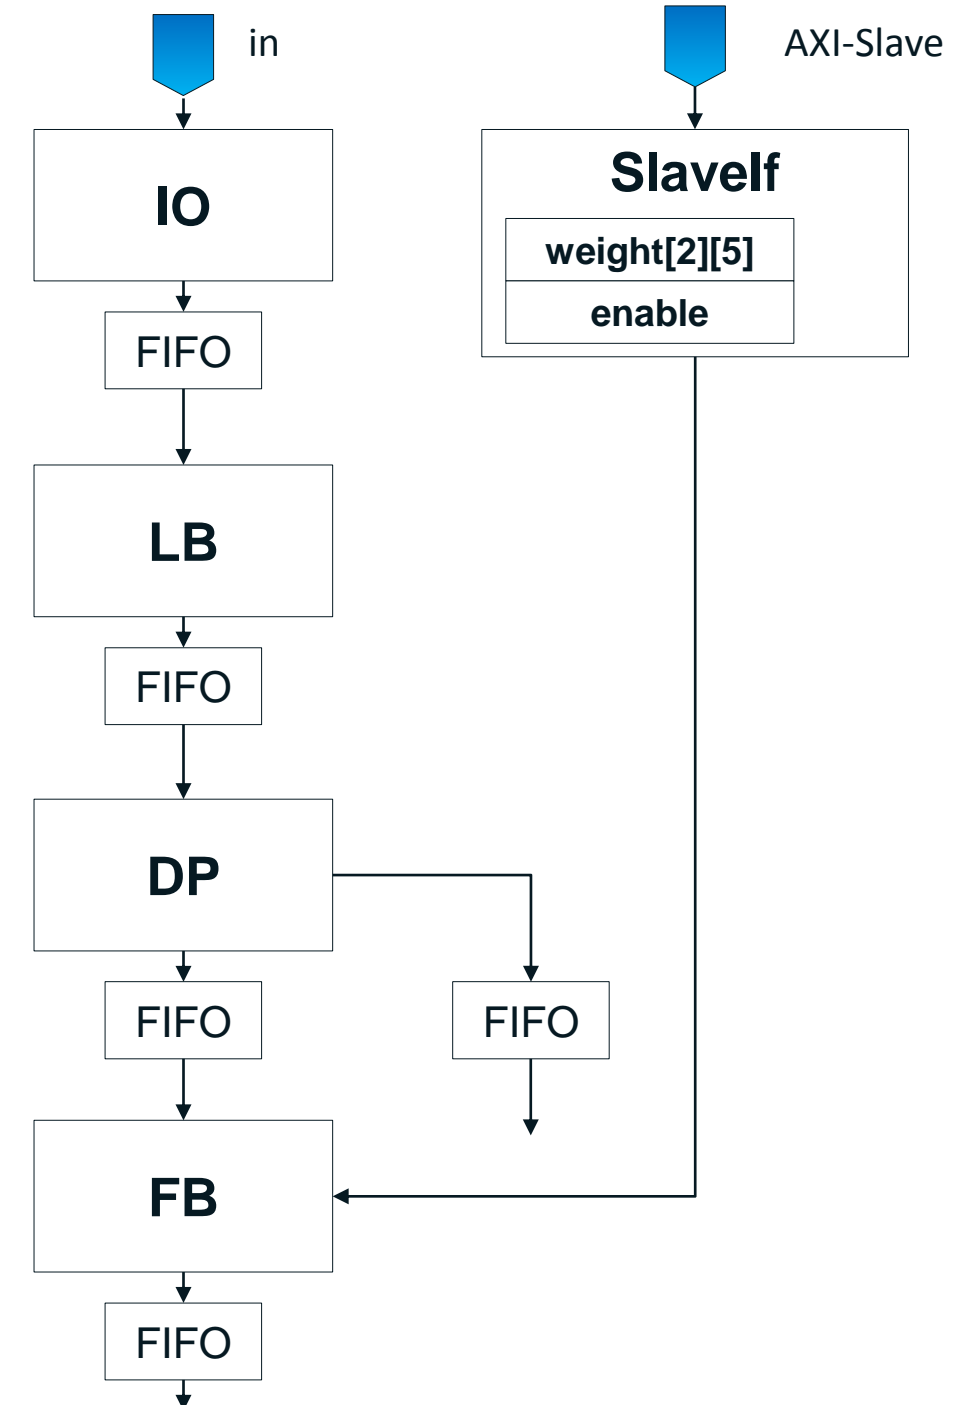 in
AXI-Slave
IO
SlaveIf
weight[2][5]
enable
FIFO
LB
FIFO
DP
FIFO
FIFO
FB
FIFO